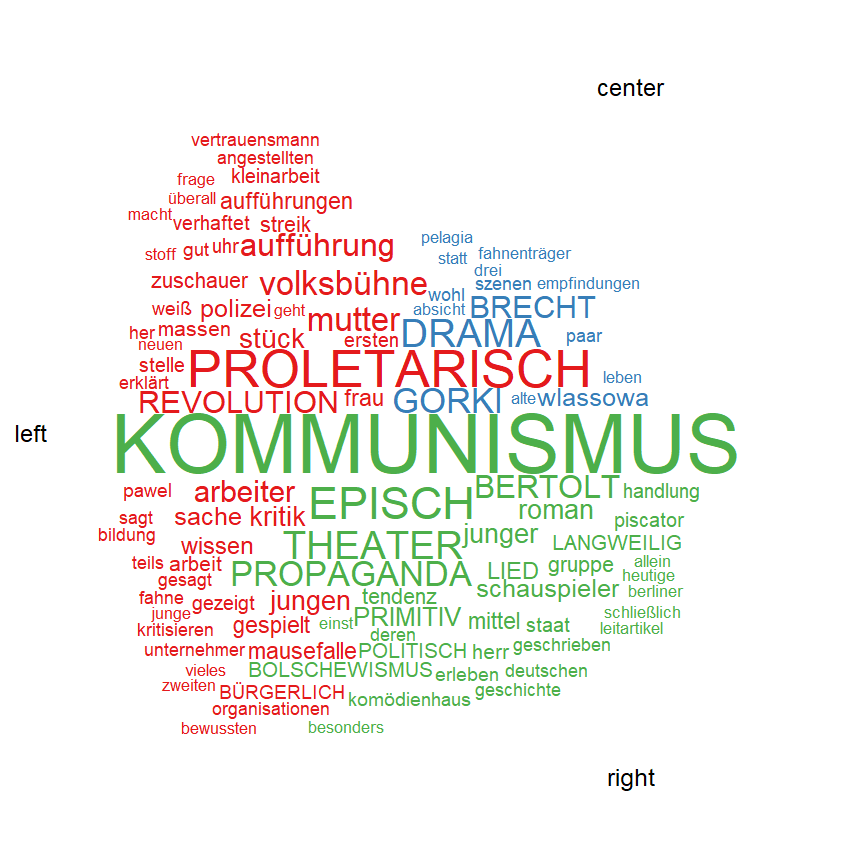 center
vertrauensmann
angestellten
frage kleinarbeit
überall aufführungen
macht verhaftet streik
stoff gut uhr aufführung pelagia
statt fahnenträger
drei
zuschauer volksbühne wohl szenen empfindungen
weiß polizei geht mutter absicht BRECHT
her massen stück ersten DRAMA paar
neuen
stelle PROLETARISCH leben
erklärt
REVOLUTION frau GORKI alte wlassowa
left KOMMUNISMUS
pawel arbeiter EPISCH BERTOLT handlung
sagt sache kritik roman piscator
bildung wissen THEATER junger LANGWEILIG
teils arbeit PROPAGANDA LIED gruppe allein
gesagt heutige
fahne gezeigt jungen tendenz schauspieler berliner
junge gespielt einst PRIMITIV mittel staat schließlich
kritisieren deren leitartikel
unternehmer mausefalle POLITISCH herr geschrieben
vieles BOLSCHEWISMUS erleben deutschen
zweiten BÜRGERLICH komödienhaus geschichte
organisationen
bewussten besonders
right